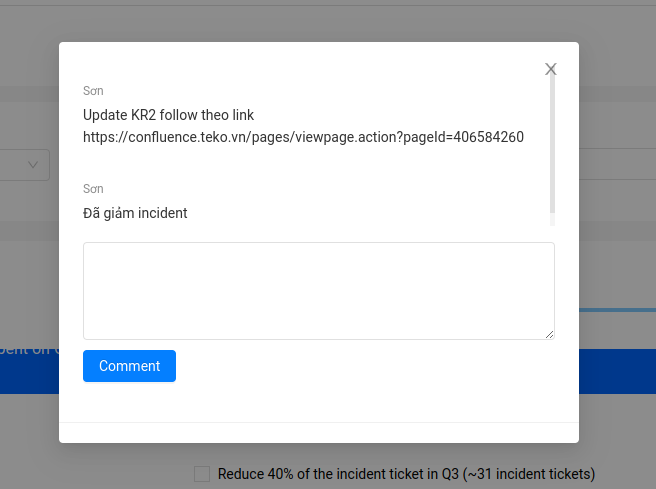 Sơn
Update KR2 follow theo link
https://confluence.teko.vn/pages/viewpage.action?pageId=406584260
Sơn
Đã giảm incident
Comment
Reduce 40% of the incident ticket in Q3 (~31 incident tickets)